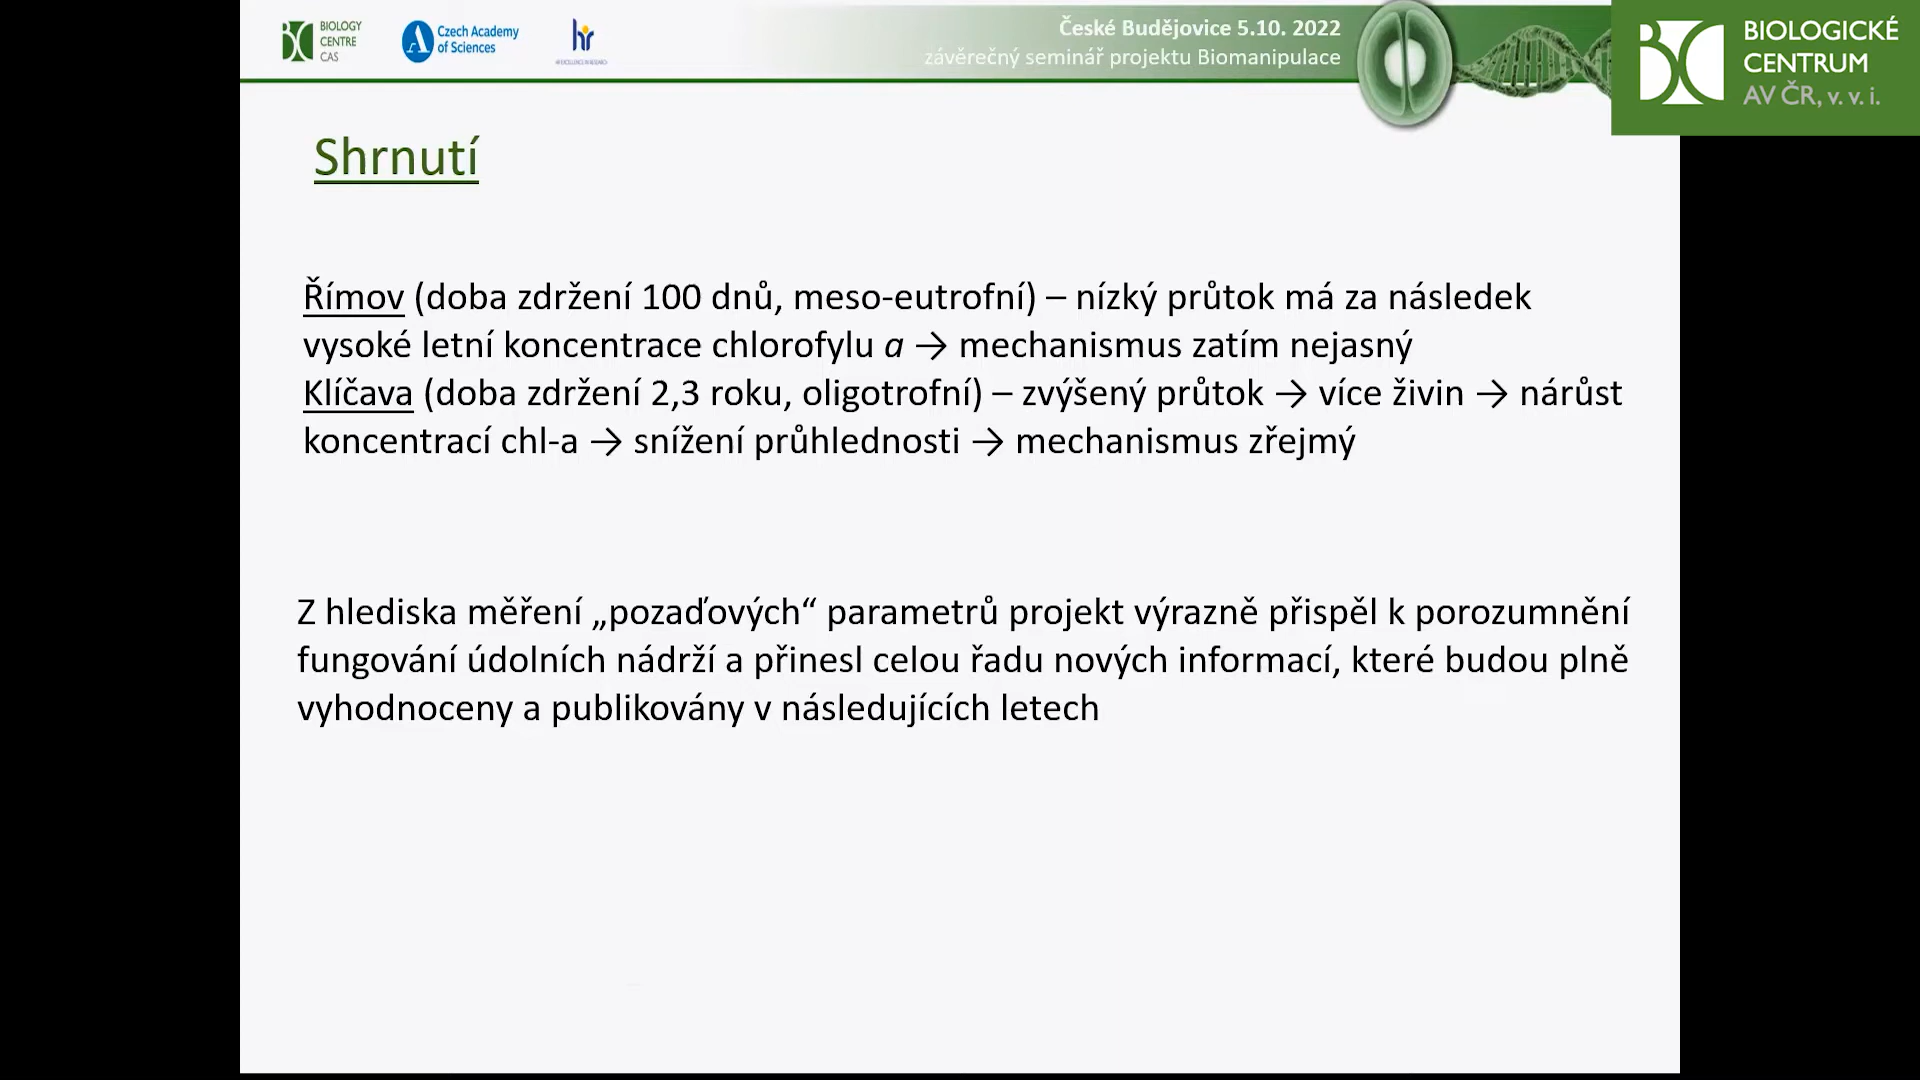 BIOLOGY
CENTRE
CAS
Czech Academy
of Sciences
hr
České Budějovice 5.10. 2022
závěrečný seminář projektu Biomanipulace
BIOLOGICKÉ
CENTRUM
AV ČR, v. v. i.
Shrnutí
Římov (doba zdržení 100 dnů, meso-eutrofní) – nízký průtok má za následek
vysoké letní koncentrace chlorofylu a → mechanismus zatím nejasný
Klíčava (doba zdržení 2,3 roku, oligotrofní) – zvýšený průtok → více živin → nárůst
koncentrací chl-a → snížení průhlednosti → mechanismus zřejmý
Z hlediska měření „pozaďových“ parametrů projekt výrazně přispěl k porozumnění
fungování údolních nádrží a přinesl celou řadu nových informací, které budou plně
vyhodnoceny a publikovány v následujících letech